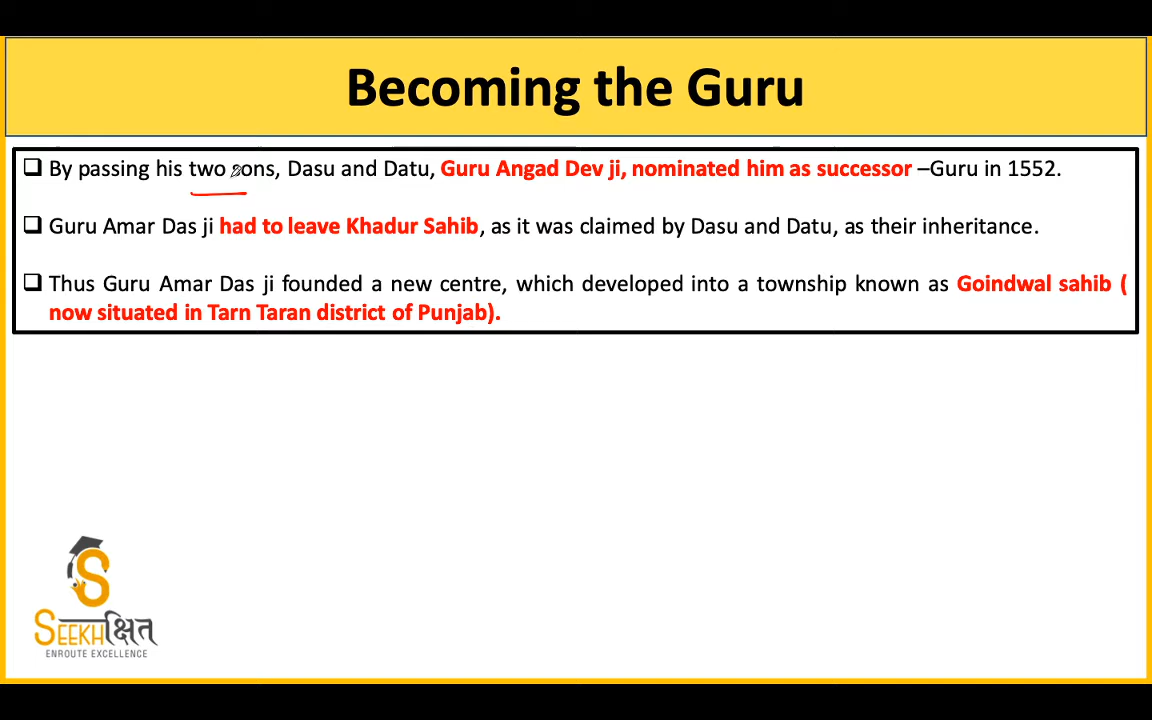 Becoming the Guru
By passing his two sons, Dasu and Datu, Guru Angad Dev ji, nominated him as successor –Guru in 1552.
Guru Amar Das ji had to leave Khadur Sahib, as it was claimed by Dasu and Datu, as their inheritance.
Thus Guru Amar Das ji founded a new centre, which developed into a township known as Goindwal sahib (
now situated in Tarn Taran district of Punjab).
SEEKHक्षित
ENROUTE EXCELLENCE